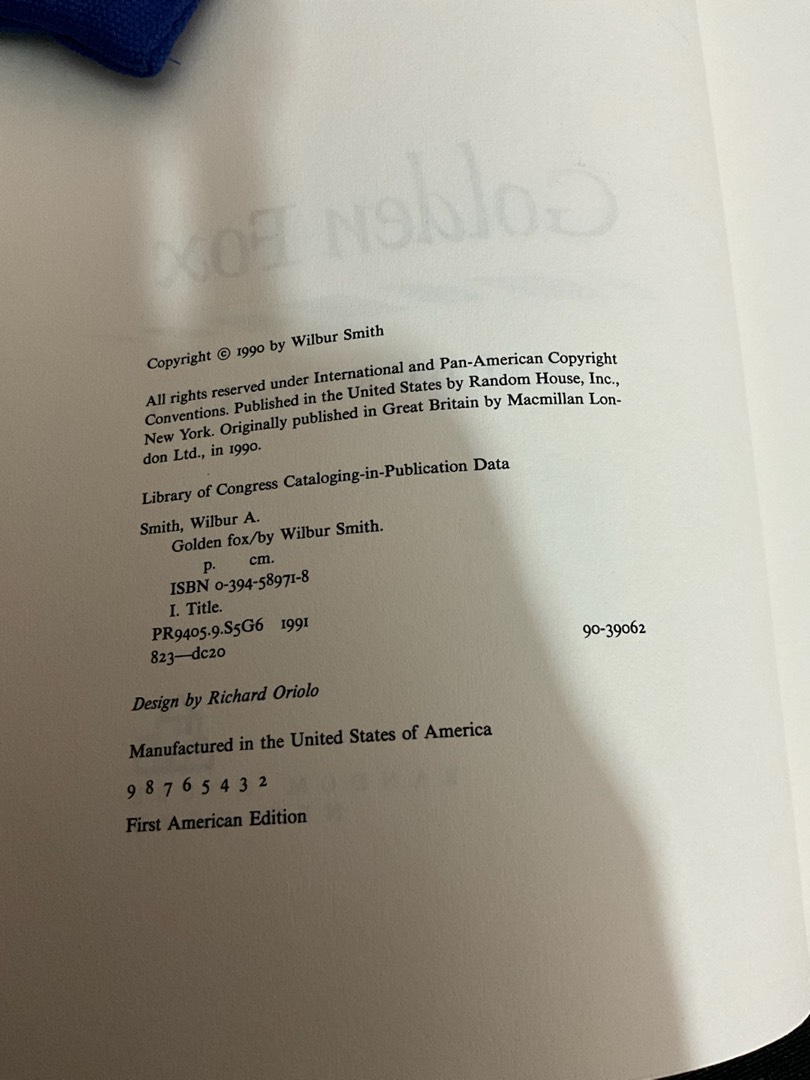 Golden Fox
Copyright © 1990 by Wilbur Smith
All rights reserved under International and Pan-American Copyright
Conventions. Published in the United States by Random House, Inc.,
New York. Originally published in Great Britain by Macmillan Lon-
don Ltd., in 1990.
Library of Congress Cataloging-in-Publication Data
Smith, Wilbur A.
Golden fox/by Wilbur Smith.
p. cm.
ISBN 0-394-58971-8
I. Title.
PR9405.9.S5G6 1991
823—dc20 90-39062
Design by Richard Oriolo
Manufactured in the United States of America
9 8 7 6 5 4 3 2
First American Edition